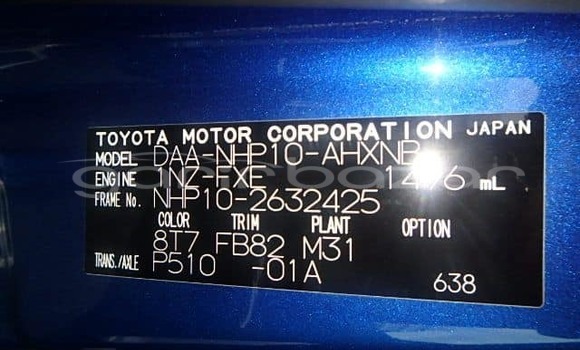 TOYOTA MOTOR CORPORATION JAPAN
MODEL DAA-NHP10-AHXNB
ENGINE 1NZ-FXE 1496 mL
FRAME No. NHP10-2632425
COLOR TRIM PLANT OPTION
8T7 FB82 M31
TRANS./AXLE P510 -01A
638